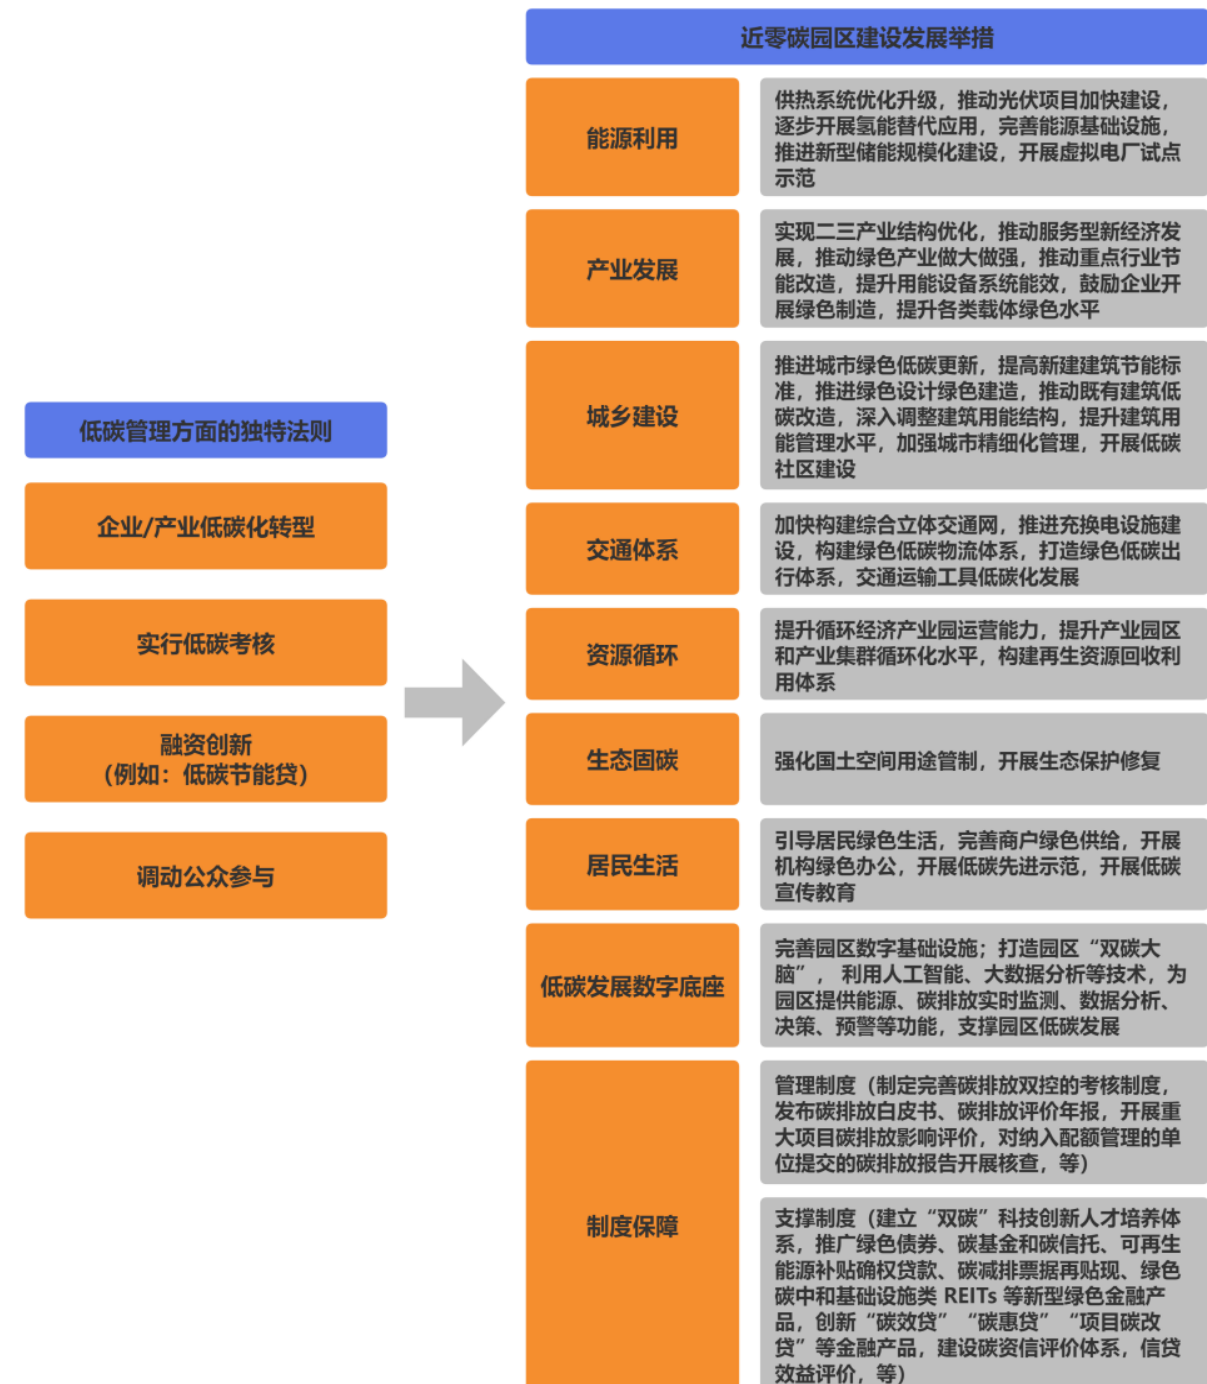 低碳管理方面的独特法则
企业/产业低碳化转型
实行低碳考核
融资创新
（例如：低碳节能贷）
调动公众参与
近零碳园区建设发展举措
能源利用
供热系统优化升级，推动光伏项目加快建设，
逐步开展氢能替代应用，完善能源基础设施，
推进新型储能规模化建设，开展虚拟电厂试点
示范
产业发展
实现二三产业结构优化，推动服务型新经济发
展，推动绿色产业做大做强，推动重点行业节
能改造，提升用能设备系统能效，鼓励企业开
展绿色制造，提升各类载体绿色水平
城乡建设
推进城市绿色低碳更新，提高新建建筑节能标
准，推进绿色设计绿色建造，推动既有建筑低
碳改造，深入调整建筑用能结构，提升建筑用
能管理水平，加强城市精细化管理，开展低碳
社区建设
交通体系
加快构建综合立体交通网，推进充换电设施建
设，构建绿色低碳物流体系，打造绿色低碳出
行体系，交通运输工具低碳化发展
资源循环
提升循环经济产业园运营能力，提升产业园区
和产业集群循环化水平，构建再生资源回收利
用体系
生态固碳
强化国土空间用途管制，开展生态保护修复
居民生活
引导居民绿色生活，完善商户绿色供给，开展
机构绿色办公，开展低碳先进示范，开展低碳
宣传教育
低碳发展数字底座
完善园区数字基础设施；打造园区“双碳大
脑”， 利用人工智能、大数据分析等技术，为
园区提供能源、碳排放实时监测、数据分析、
决策、预警等功能，支撑园区低碳发展
制度保障
管理制度（制定完善碳排放双控的考核制度，
发布碳排放白皮书、碳排放评价年报，开展重
大项目碳排放影响评价，对纳入配额管理的单
位提交的碳排放报告开展核查，等）
支撑制度（建立“双碳”科技创新人才培养体
系，推广绿色债券、碳基金和碳信托、可再生
能源补贴确权贷款、碳减排票据再贴现、绿色
碳中和基础设施类 REITs 等新型绿色金融产
品，创新“碳效贷”“碳惠贷”“项目碳改
贷”等金融产品，建设碳资信评价体系，信贷
效益评价，等）